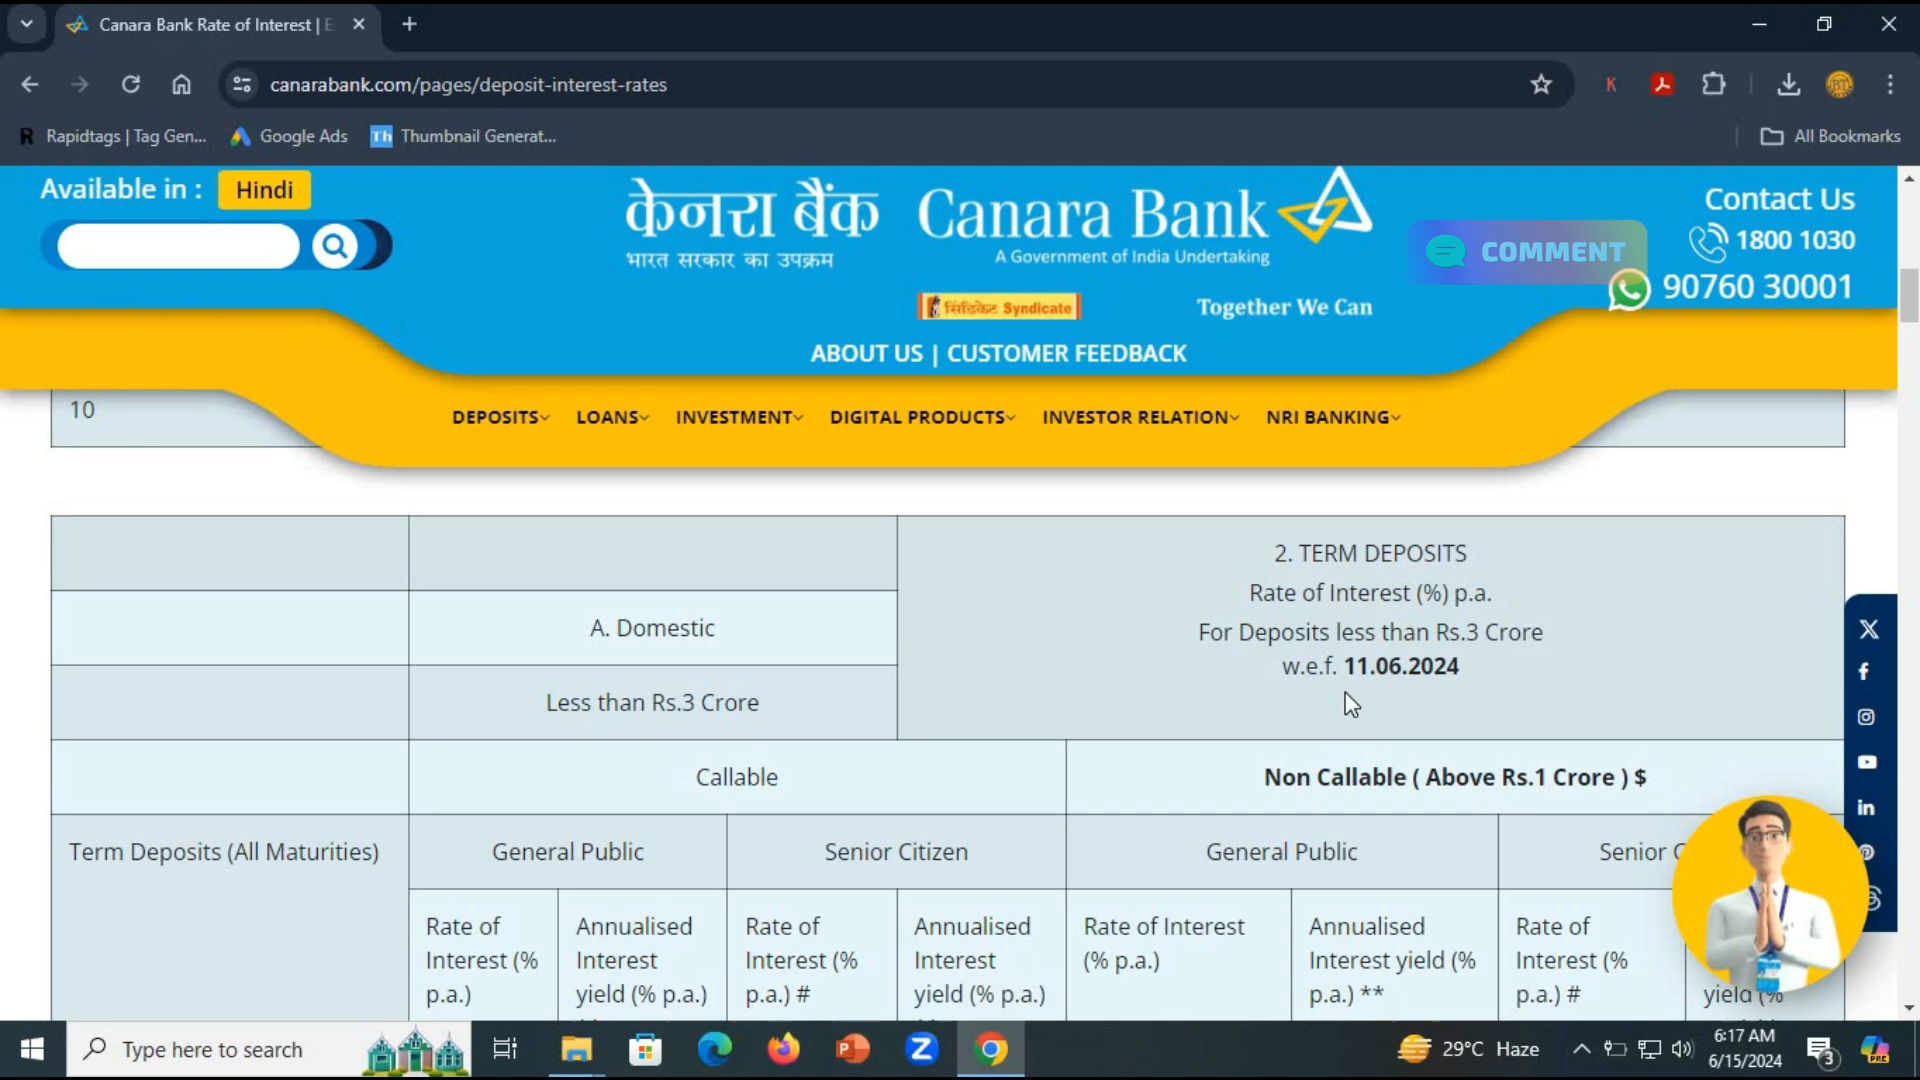 Canara Bank Rate of Interest |
canarabank.com/pages/deposit-interest-rates
K
Rapidtags | Tag Gen...
Google Ads
Th
Thumbnail Generat...
All Bookmarks
Available in :
Hindi
केनरा बैंक
Canara Bank
भारत सरकार का उपक्रम
A Government of India Undertaking
सिंडिकेट Syndicate
Together We Can
COMMENT
Contact Us
1800 1030
90760 30001
ABOUT US | CUSTOMER FEEDBACK
10
DEPOSITS
LOANS
INVESTMENT
DIGITAL PRODUCTS
INVESTOR RELATION
NRI BANKING
2. TERM DEPOSITS
Rate of Interest (%) p.a.
For Deposits less than Rs.3 Crore
w.e.f. 11.06.2024
A. Domestic
Less than Rs.3 Crore
Callable
Non Callable ( Above Rs.1 Crore ) $
Term Deposits (All Maturities)
General Public
Senior Citizen
General Public
Senior
Rate of
Interest (%
p.a.)
Annualised
Interest
yield (% p.a.)
Rate of
Interest (%
p.a.) #
Annualised
Interest
yield (% p.a.)
Rate of Interest
(% p.a.)
Annualised
Interest yield (%
p.a.) **
Rate of
Interest (%
p.a.) #
yield (%
Type here to search
29°C Haze
6:17 AM
6/15/2024
3
PRE